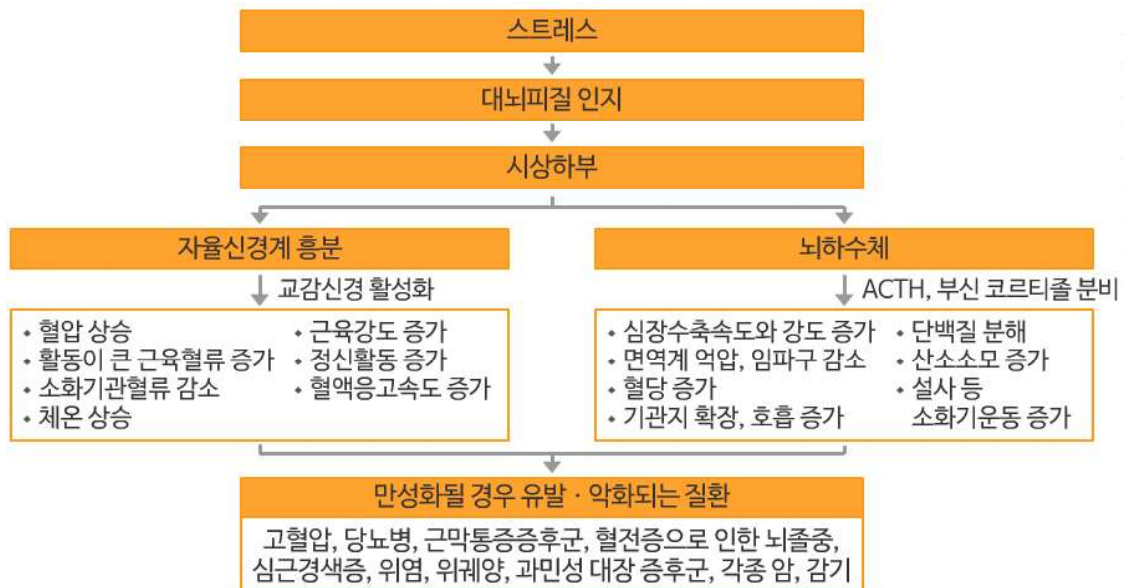 스트레스
대뇌피질 인지
시상하부
자율신경계 흥분
교감신경 활성화
• 혈압 상승
• 활동이 큰 근육혈류 증가
• 소화기관혈류 감소
• 체온 상승
• 근육강도 증가
• 정신활동 증가
• 혈액응고속도 증가
뇌하수체
ACTH, 부신 코르티졸 분비
• 심장수축속도와 강도 증가
• 면역계 억압, 임파구 감소
• 혈당 증가
• 기관지 확장, 호흡 증가
• 단백질 분해
• 산소소모 증가
• 설사 등
소화기운동 증가
만성화될 경우 유발 · 악화되는 질환
고혈압, 당뇨병, 근막통증증후군, 혈전증으로 인한 뇌졸중,
심근경색증, 위염, 위궤양, 과민성 대장 증후군, 각종 암, 감기